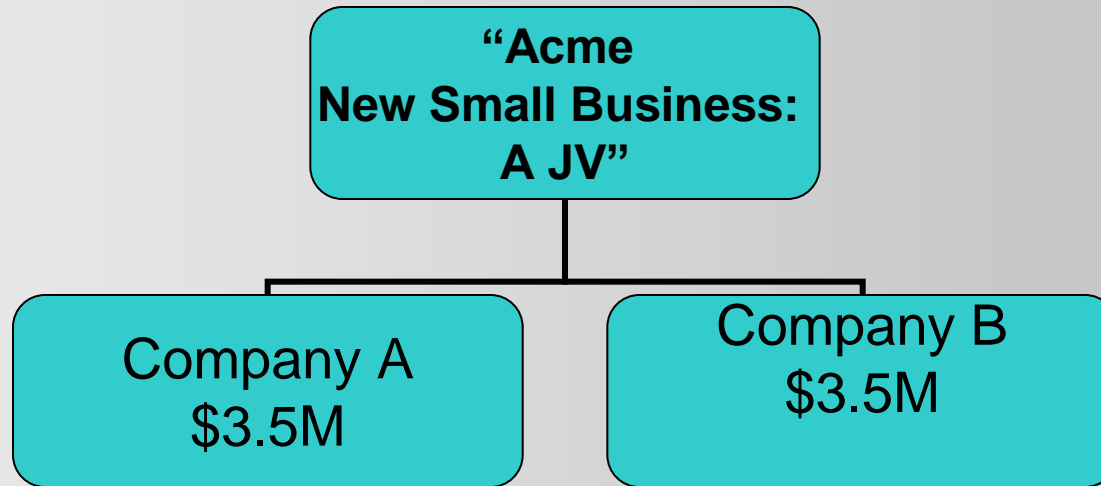 “Acme
New Small Business:
A JV”
Company A
$3.5M
Company B
$3.5M